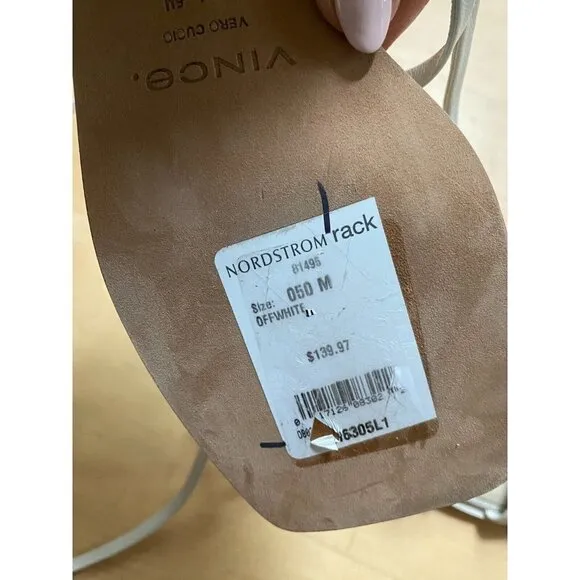 VERO CUOIO
VINCE.
NORDSTROM rack
81495
Size: 050 M
OFFWHITE
$139.97
6305L1